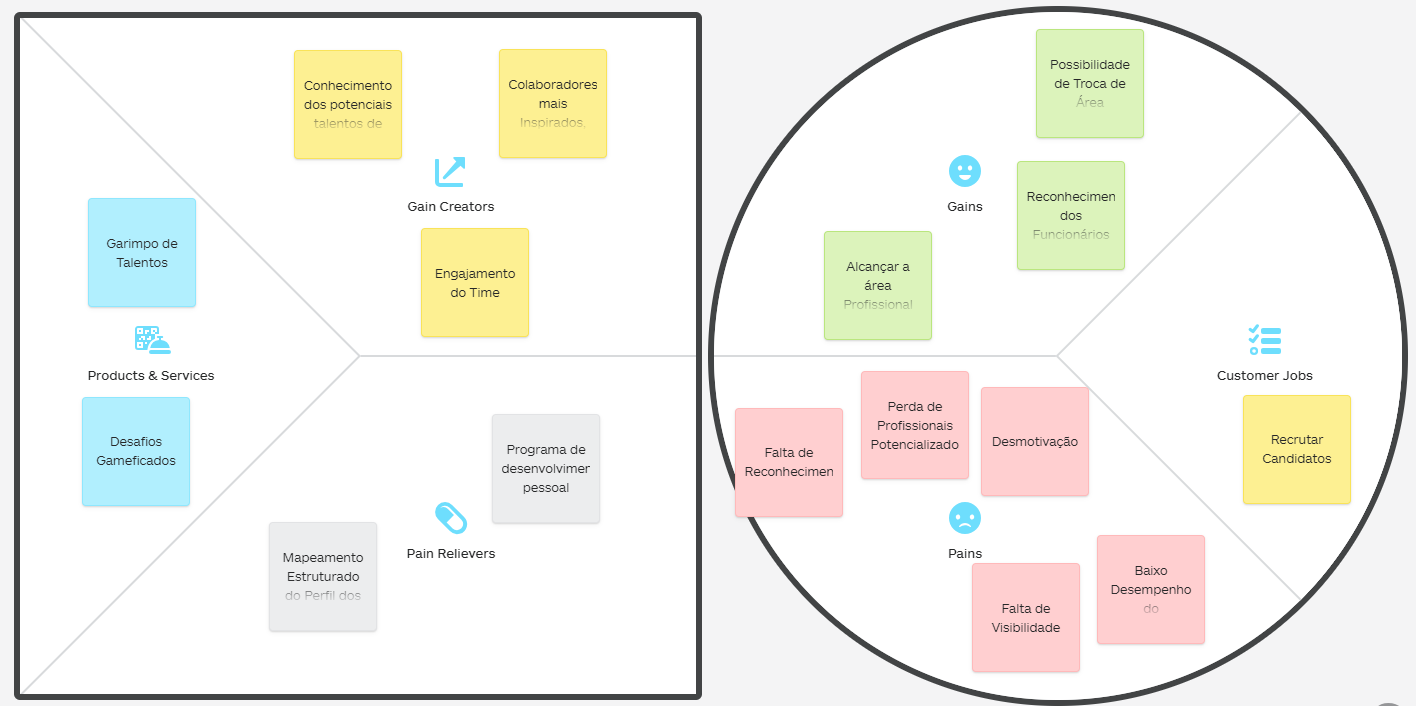 Conhecimento
dos potenciais
talentos de
Colaboradores
mais
Inspirados,
Gain Creators
Engajamento
do Time
Garimpo de
Talentos
Products & Services
Desafios
Gameficados
Programa de
desenvolvimer
pessoal
Pain Relievers
Mapeamento
Estruturado
do Perfil dos
Possibilidade
de Troca de
Área
Gains
Reconhecimen
dos
Funcionários
Alcançar a
área
Profissional
Customer Jobs
Recrutar
Candidatos
Falta de
Reconhecimen
Perda de
Profissionais
Potencializado
Desmotivação
Pains
Falta de
Visibilidade
Baixo
Desempenho
do